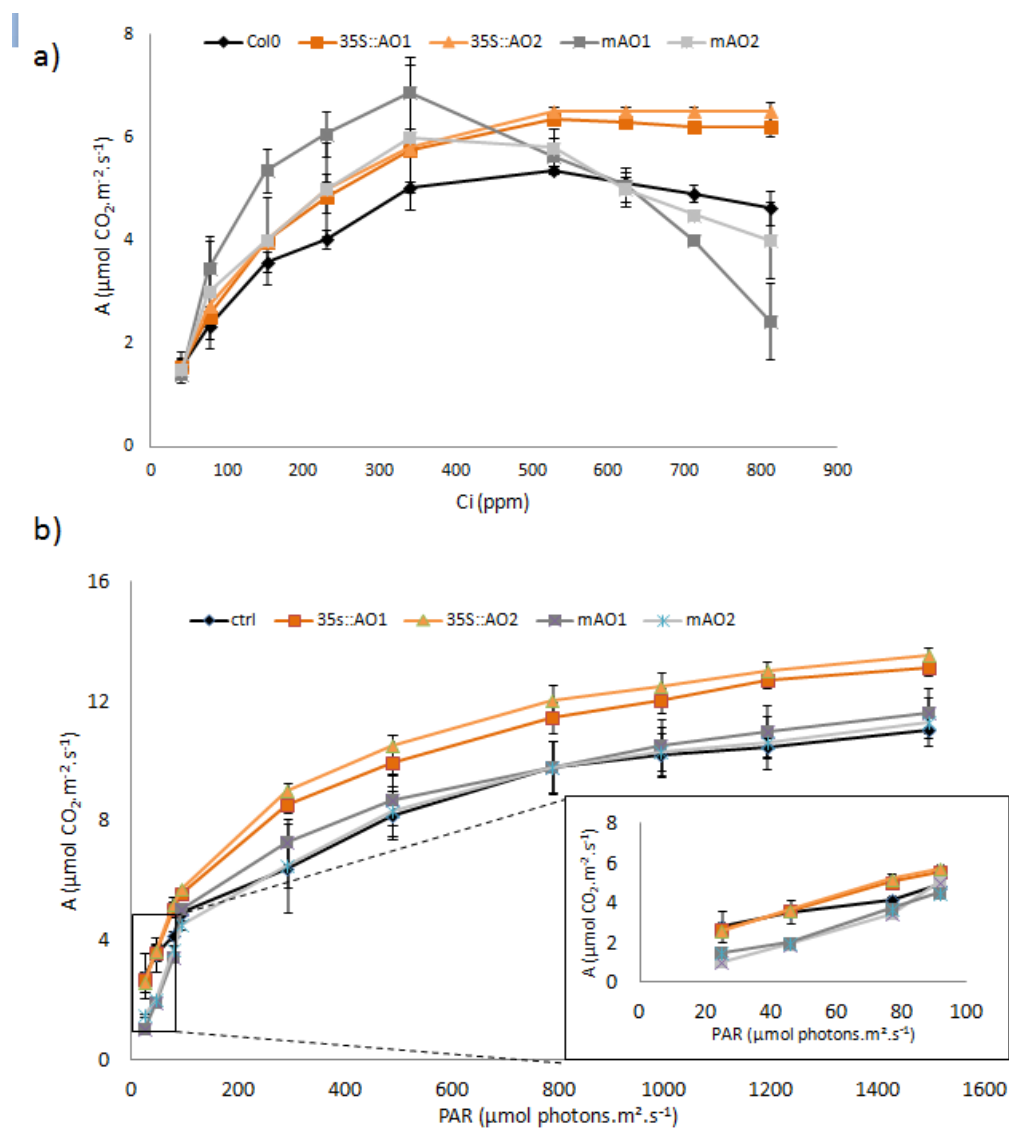 a)
Col0 35S::AO1 35S::AO2 mAO1 mAO2
8
6
4
2
0
A (µmol CO₂.m⁻².s⁻¹)
0 100 200 300 400 500 600 700 800 900
Ci (ppm)
b)
ctrl 35s::AO1 35S::AO2 mAO1 mAO2
16
12
8
4
0
A (µmol CO₂.m⁻².s⁻¹)
0 200 400 600 800 1000 1200 1400 1600
PAR (µmol photons.m².s⁻¹)
8
6
4
2
0
A (µmol CO₂.m⁻².s⁻¹)
0 20 40 60 80 100
PAR (µmol photons.m².s⁻¹)